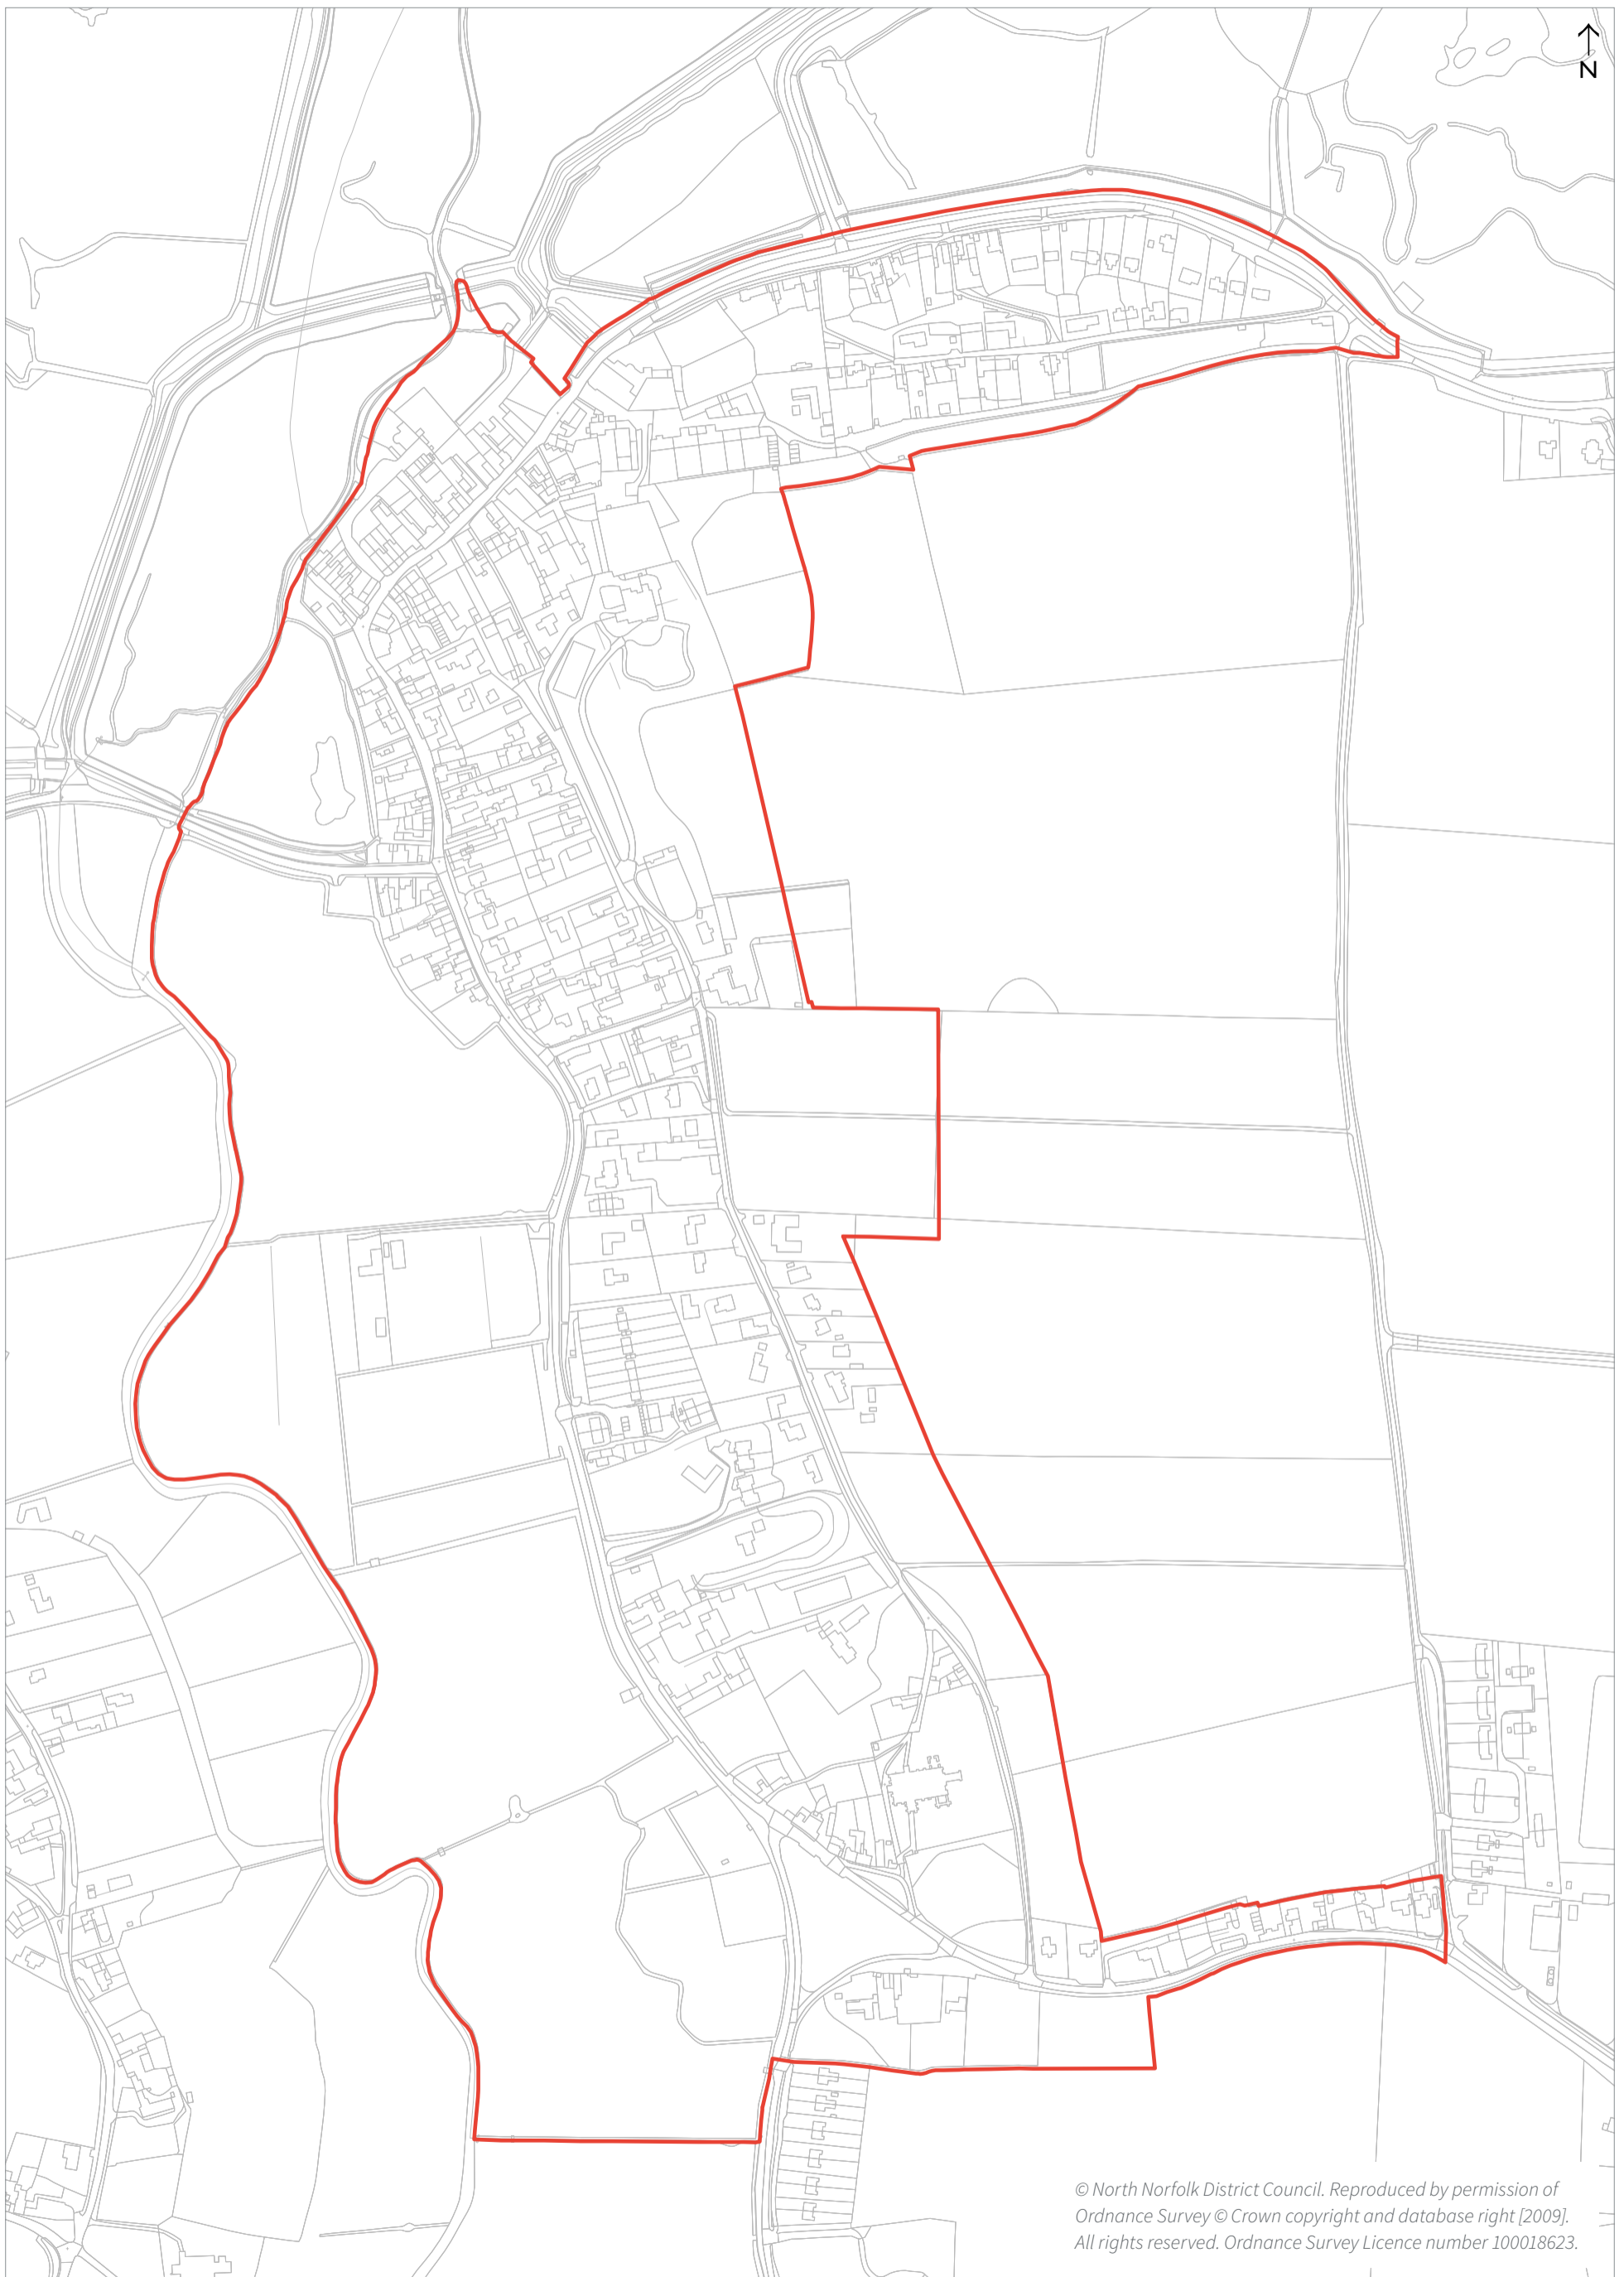 N
© North Norfolk District Council. Reproduced by permission of
Ordnance Survey © Crown copyright and database right [2009].
All rights reserved. Ordnance Survey Licence number 100018623.